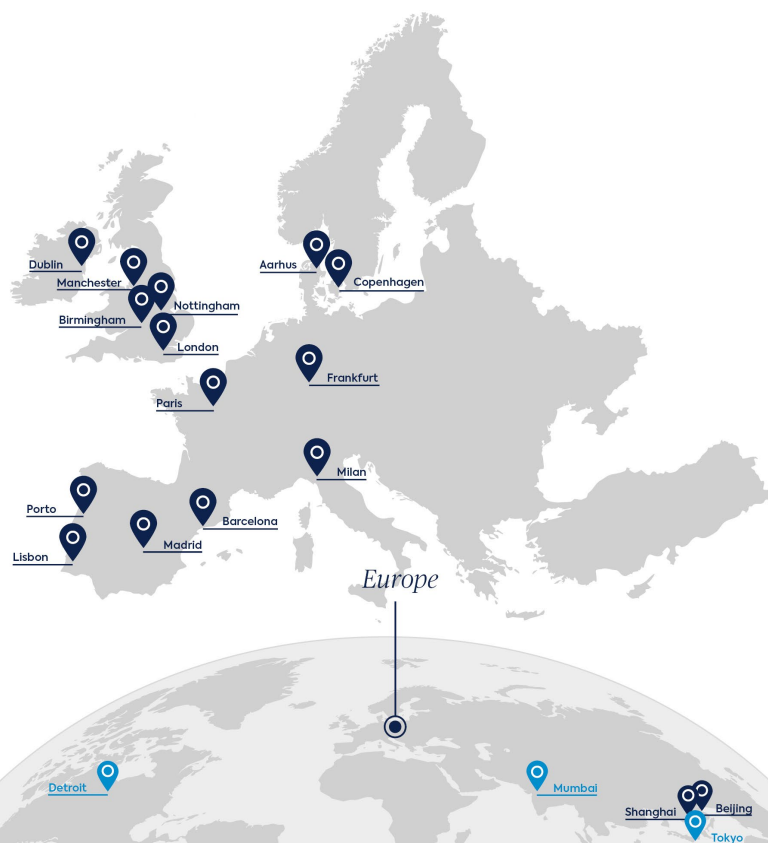 Dublin
Manchester
Nottingham
Birmingham
London
Aarhus
Copenhagen
Frankfurt
Paris
Milan
Porto
Barcelona
Madrid
Lisbon
Europe
Detroit
Mumbai
Shanghai
Beijing
Tokyo